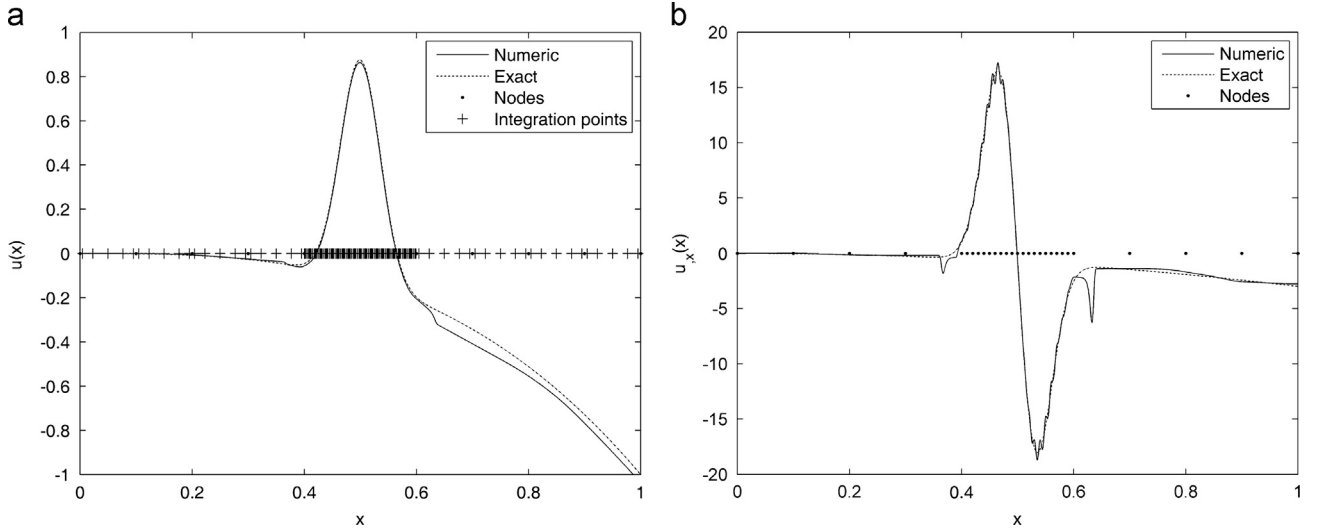 a
1
0.8
0.6
0.4
0.2
0
-0.2
-0.4
-0.6
-0.8
-1
u(x)
Numeric
Exact
Nodes
Integration points
0 0.2 0.4 0.6 0.8 1
x
b
20
15
10
5
0
-5
-10
-15
-20
u,x(x)
Numeric
Exact
Nodes
0 0.2 0.4 0.6 0.8 1
x